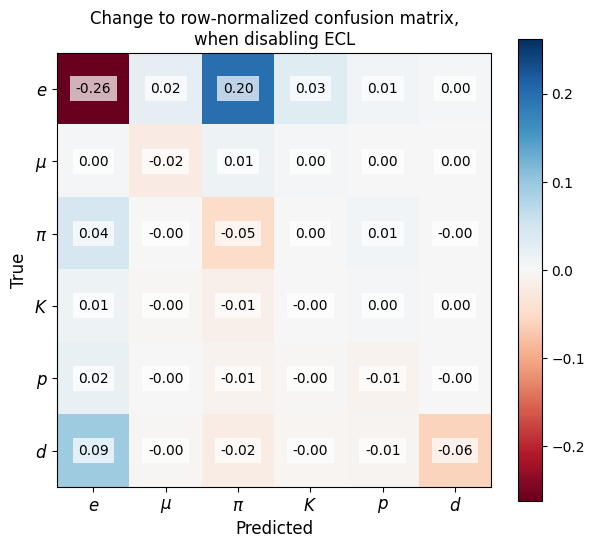 Change to row-normalized confusion matrix,
when disabling ECL
e -0.26 0.02 0.20 0.03 0.01 0.00
μ 0.00 -0.02 0.01 0.00 0.00 0.00
π 0.04 -0.00 -0.05 0.00 0.01 -0.00
K 0.01 -0.00 -0.01 -0.00 0.00 0.00
p 0.02 -0.00 -0.01 -0.00 -0.01 -0.00
d 0.09 -0.00 -0.02 -0.00 -0.01 -0.06
e μ π K p d
Predicted
True
0.2
0.1
0.0
−0.1
−0.2